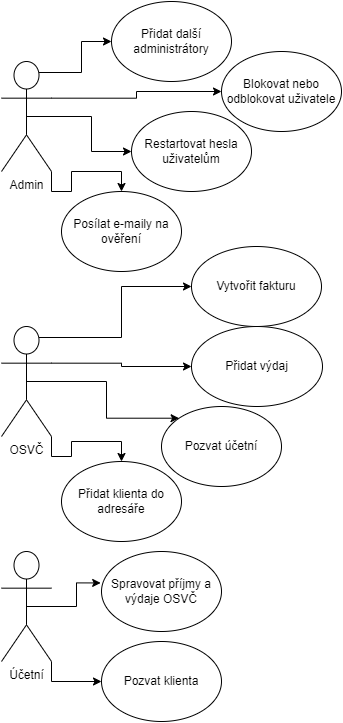 Přidat další
administrátory
Blokovat nebo
odblokovat uživatele
Restartovat hesla
uživatelům
Admin
Posílat e-maily na
ověření
Vytvořit fakturu
Přidat výdaj
Pozvat účetní
OSVČ
Přidat klienta do
adresáře
Spravovat příjmy a
výdaje OSVČ
Účetní
Pozvat klienta